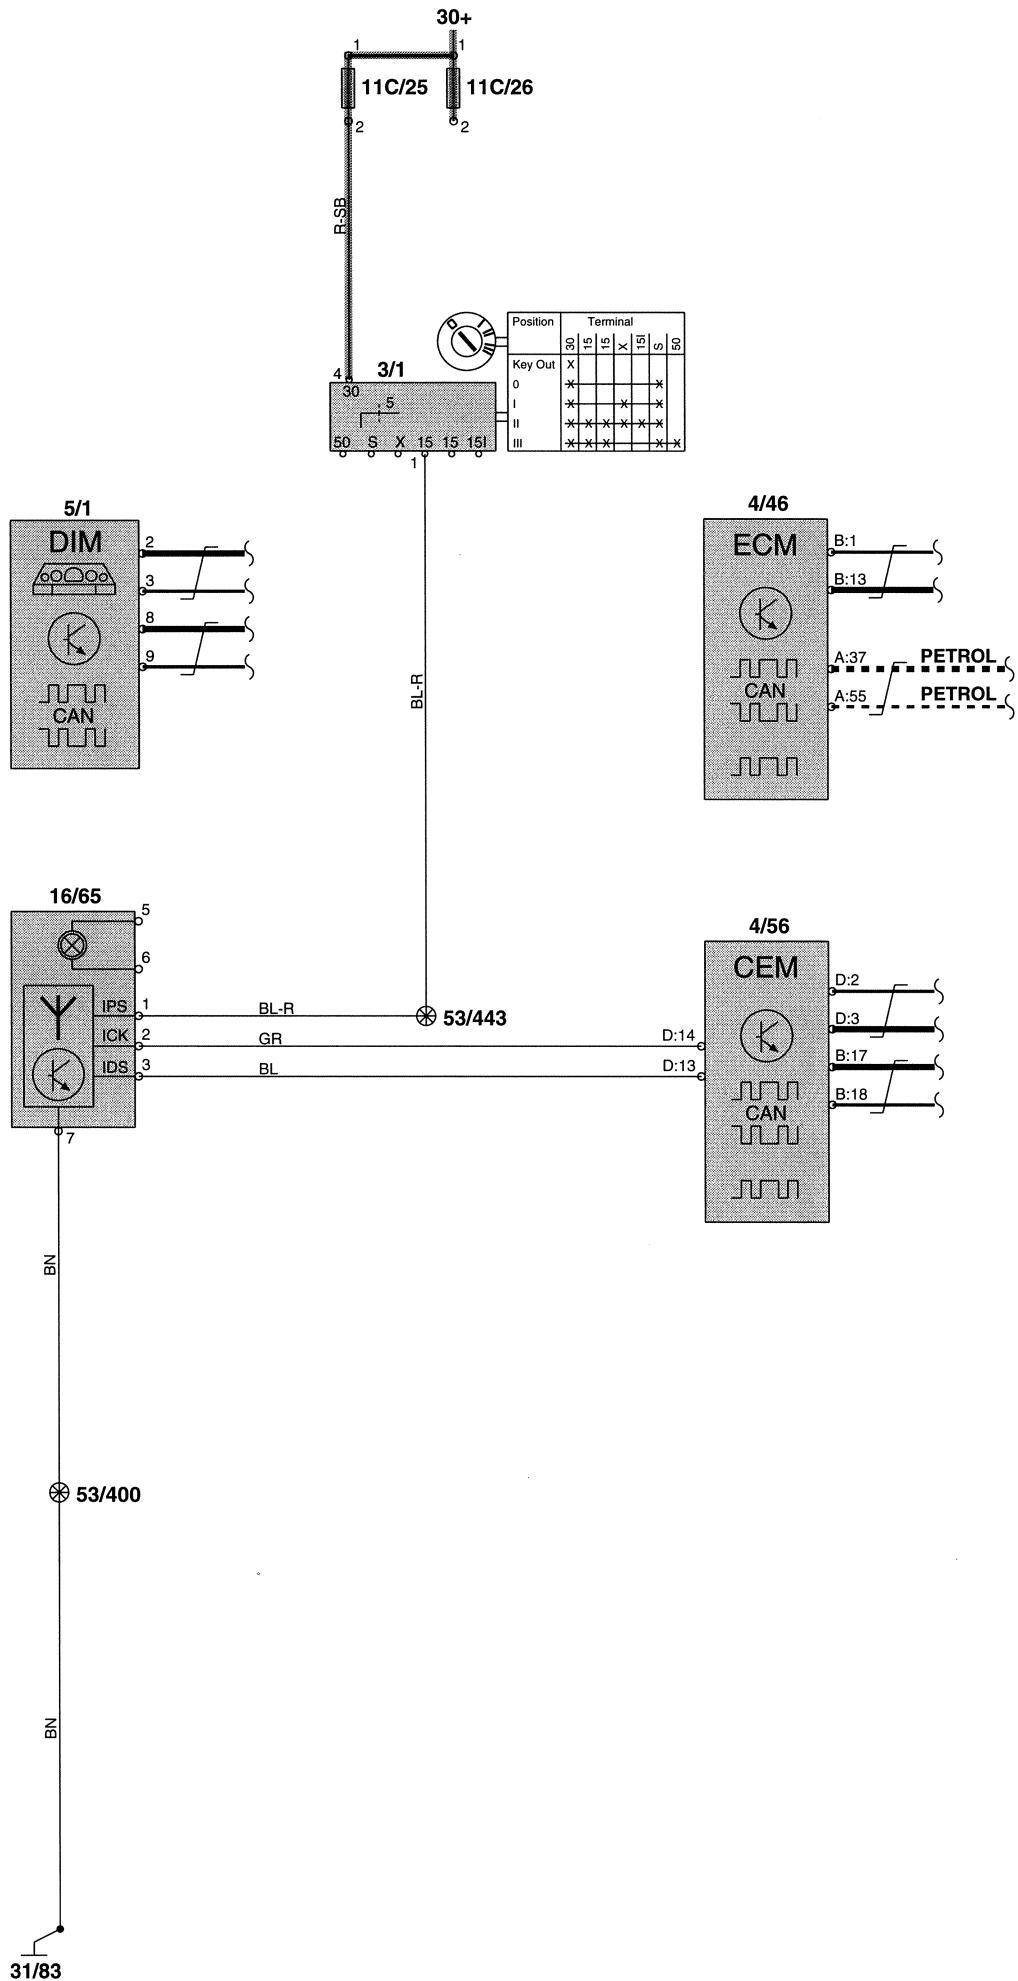 30+
1 1
11C/25 11C/26
2 2
R-SB
Position Terminal
30 15 15 X 15I S 50
Key Out X
0 X X
I X X X
II X X X X X X
III X X X X X
0 I II III
4 3/1
30
5
50 S X 15 15 15I
1
5/1
DIM
2
3
8
9
CAN
4/46
ECM
B:1
B:13
A:37 PETROL
CAN
A:55 PETROL
BL-R
16/65
5
6
IPS 1 BL-R 53/443
ICK 2 GR D:14
IDS 3 BL D:13
7
4/56
CEM
D:2
D:3
B:17
CAN
B:18
BN
53/400
BN
31/83